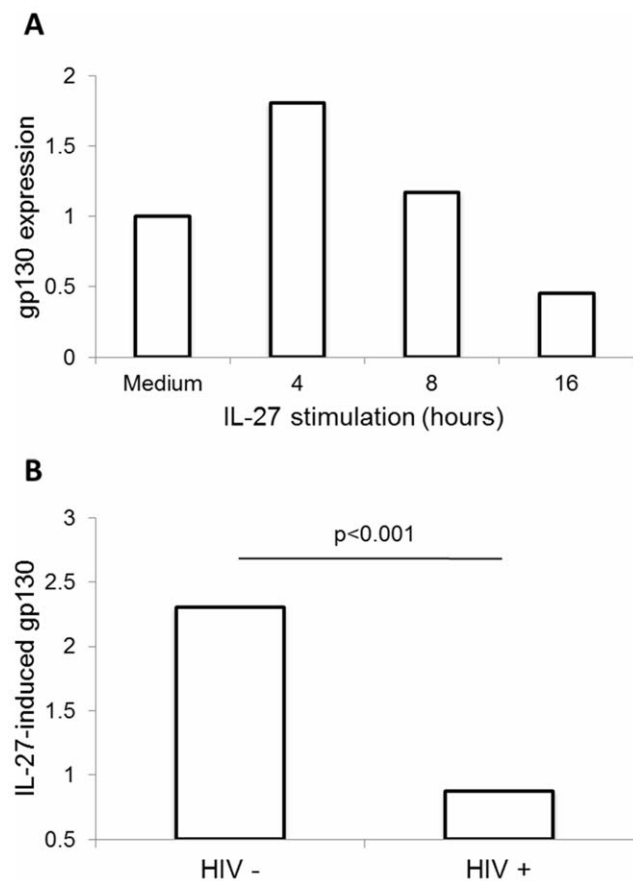 A
gp130 expression
2
1.5
1
0.5
0
Medium 4 8 16
IL-27 stimulation (hours)
B
IL-27-induced gp130
3
2.5
2
1.5
1
0.5
p<0.001
HIV - HIV +